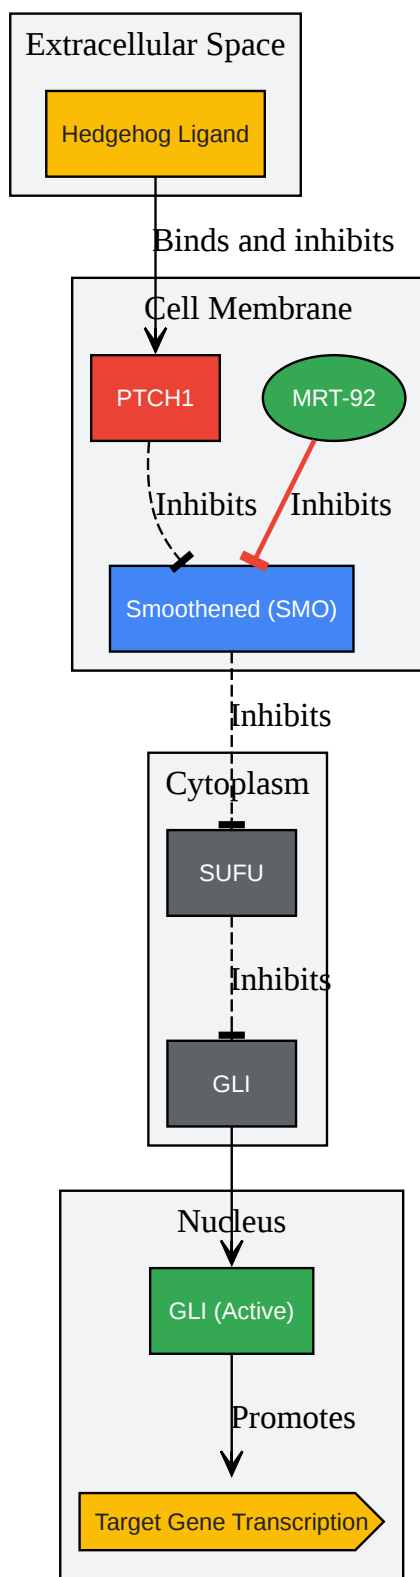 Extracellular Space
Hedgehog Ligand
Binds and inhibits
Cell Membrane
PTCH1
MRT-92
Inhibits
Inhibits
Smoothened (SMO)
Inhibits
Cytoplasm
SUFU
Inhibits
GLI
Nucleus
GLI (Active)
Promotes
Target Gene Transcription